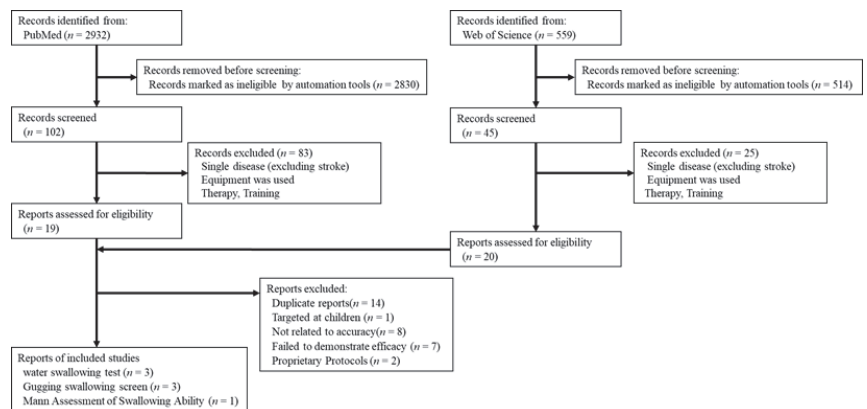 Records identified from:
PubMed (n = 2932)
Records removed before screening:
Records marked as ineligible by automation tools (n = 2830)
Records screened
(n = 102)
Records excluded (n = 83)
Single disease (excluding stroke)
Equipment was used
Therapy, Training
Reports assessed for eligibility
(n = 19)
Records identified from:
Web of Science (n = 559)
Records removed before screening:
Records marked as ineligible by automation tools (n = 514)
Records screened
(n = 45)
Records excluded (n = 25)
Single disease (excluding stroke)
Equipment was used
Therapy, Training
Reports assessed for eligibility
(n = 20)
Reports excluded:
Duplicate reports(n = 14)
Targeted at children (n = 1)
Not related to accuracy(n = 8)
Failed to demonstrate efficacy (n = 7)
Proprietary Protocols (n = 2)
Reports of included studies
water swallowing test (n = 3)
Gugging swallowing screen (n = 3)
Mann Assessment of Swallowing Ability (n = 1)